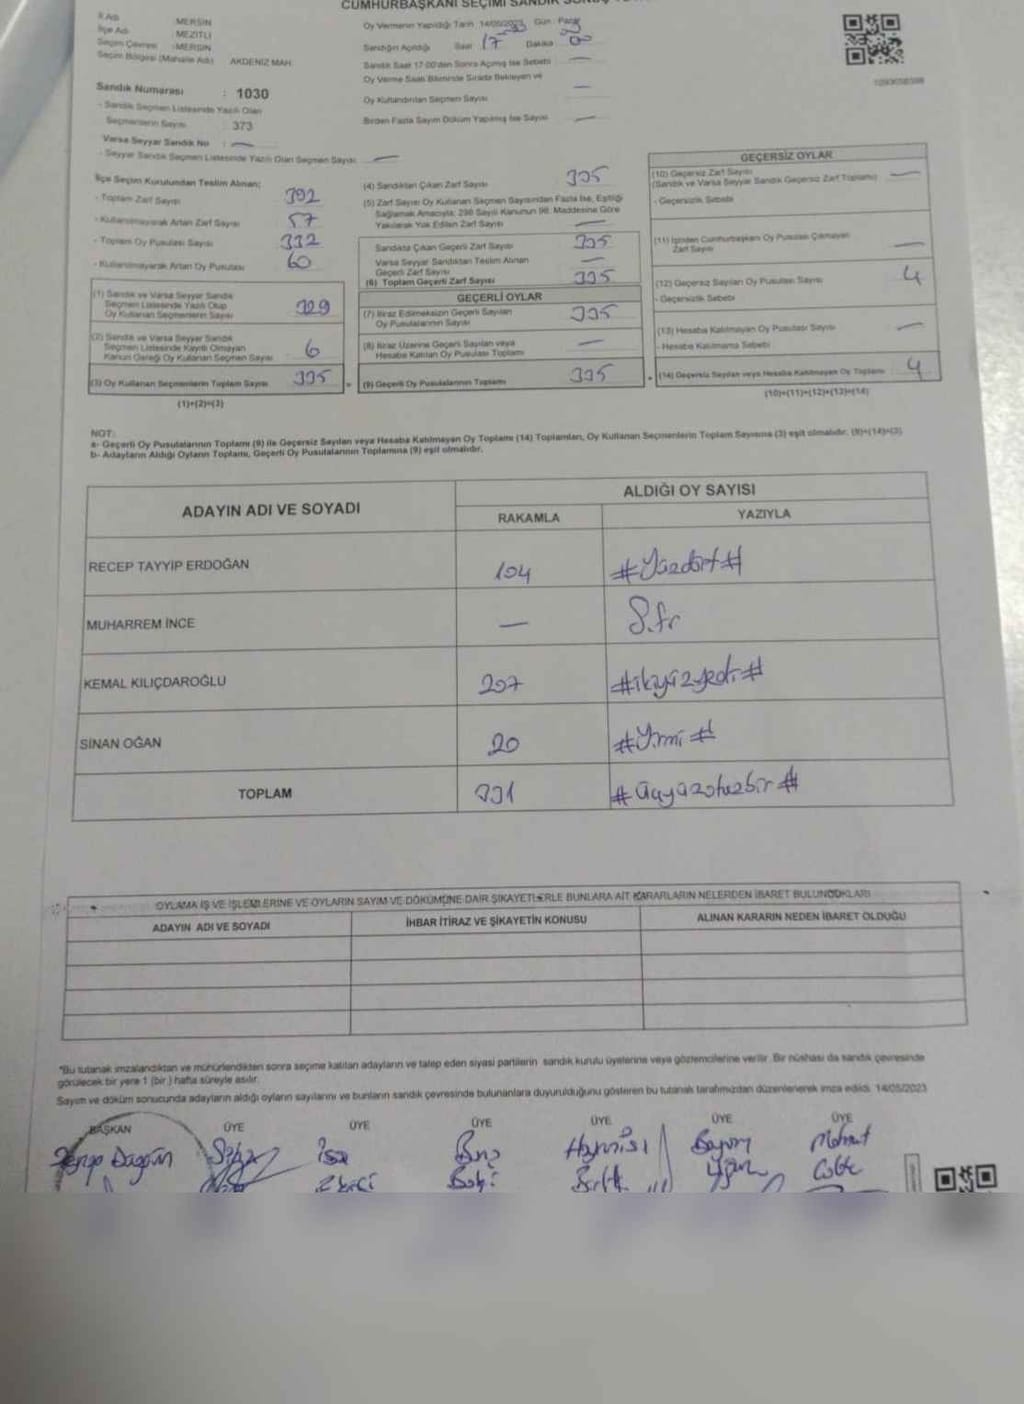 CUMHURBAŞKANI SEÇİMİ SANDIK
İl Adı : MERSİN
İlçe Adı : MEZİTLİ
Seçim Çevresi : MERSİN
Seçim Bölgesi (Mahalle Adı) AKDENİZ MAH.
Sandık Numarası : 1030
- Sandık Seçmen Listesinde Yazılı Olan
Seçmenlerin Sayısı : 373
Varsa Seyyar Sandık No : —
- Seyyar Sandık Seçmen Listesinde Yazılı Olan Seçmen Sayısı —
Oy Vermenin Yapıldığı Tarih 14/05/2023 Gün : Pazar
Sandığın Açıldığı Saat 17 Dakika 00
Sandık Saat 17:00'den Sonra Açılmış İse Sebebi —
Oy Verme Saati Bitiminde Sırada Bekleyen ve
Oy Kullandırılan Seçmen Sayısı —
Birden Fazla Sayım Döküm Yapılmış İse Sayısı —
İlçe Seçim Kurulundan Teslim Alınan;
- Toplam Zarf Sayısı 392
- Kullanılmayarak Artan Zarf Sayısı 57
- Toplam Oy Pusulası Sayısı
- Kullanılmayarak Artan Oy Pusulası 60
(1) Sandık ve Varsa Seyyar Sandık
Seçmen Listesinde Yazılı Olup
Oy Kullanan Seçmenlerin Sayısı 329
(2) Sandık ve Varsa Seyyar Sandık
Seçmen Listesinde Kayıtlı Olmayan
Kanun Gereği Oy Kullanan Seçmen Sayısı 6
(3) Oy Kullanan Seçmenlerin Toplam Sayısı 335
(1)+(2)=(3)
(4) Sandıktan Çıkan Zarf Sayısı 335
(5) Zarf Sayısı Oy Kullanan Seçmen Sayısından Fazla İse, Eşitliği
Sağlamak Amacıyla; 298 Sayılı Kanunun 98. Maddesine Göre
Yakılarak Yok Edilen Zarf Sayısı —
Sandıkta Çıkan Geçerli Zarf Sayısı 335
Varsa Seyyar Sandıktan Teslim Alınan
Geçerli Zarf Sayısı —
(6) Toplam Geçerli Zarf Sayısı 335
GEÇERLİ OYLAR
(7) İtiraz Edilmeksizin Geçerli Sayılan
Oy Pusulalarının Sayısı 335
(8) İtiraz Üzerine Geçerli Sayılan veya
Hesaba Katılan Oy Pusulası Toplamı —
(9) Geçerli Oy Pusulalarının Toplamı 335
GEÇERSİZ OYLAR
(10) Geçersiz Zarf Sayısı
(Sandık ve Varsa Seyyar Sandık Geçersiz Zarf Toplamı) —
- Geçersizlik Sebebi
(11) İçinden Cumhurbaşkanı Oy Pusulası Çıkmayan
Zarf Sayısı —
(12) Geçersiz Sayılan Oy Pusulası Sayısı 4
- Geçersizlik Sebebi
(13) Hesaba Katılmayan Oy Pusulası Sayısı —
- Hesaba Katılmama Sebebi
(14) Geçersiz Sayılan veya Hesaba Katılmayan Oy Toplamı 4
(10)+(11)+(12)+(13)=(14)
NOT:
a- Geçerli Oy Pusulalarının Toplamı (9) ile Geçersiz Sayılan veya Hesaba Katılmayan Oy Toplamı (14) Toplamları, Oy Kullanan Seçmenlerin Toplam Sayısına (3) eşit olmalıdır. (9)+(14)=(3)
b- Adayların Aldığı Oyların Toplamı, Geçerli Oy Pusulalarının Toplamına (9) eşit olmalıdır.
ADAYIN ADI VE SOYADI
ALDIĞI OY SAYISI
RAKAMLA YAZIYLA
RECEP TAYYİP ERDOĞAN 104 #Yüzdört#
MUHARREM İNCE — Sıfır
KEMAL KILIÇDAROĞLU 207 #ikiyüzyedi#
SİNAN OĞAN 20 #Yirmi#
TOPLAM 331 #üçyüzotuzbir#
OYLAMA İŞ VE İŞLEMLERİNE VE OYLARIN SAYIM VE DÖKÜMÜNE DAİR ŞİKAYETLERLE BUNLARA AİT KARARLARIN NELERDEN İBARET BULUNDUKLARI
ADAYIN ADI VE SOYADI İHBAR İTİRAZ VE ŞİKAYETİN KONUSU ALINAN KARARIN NEDEN İBARET OLDUĞU
*Bu tutanak imzalandıktan ve mühürlendikten sonra seçime katılan adayların ve talep eden siyasi partilerin sandık kurulu üyelerine veya gözlemcilerine verilir. Bir nüshası da sandık çevresinde
görülecek bir yere 1 (bir) hafta süreyle asılır.
Sayım ve döküm sonucunda adayların aldığı oyların sayılarını ve bunların sandık çevresinde bulunanlara duyurulduğunu gösteren bu tutanak tarafımızdan düzenlenerek imza edildi. 14/05/2023
BAŞKAN ÜYE ÜYE ÜYE ÜYE ÜYE ÜYE